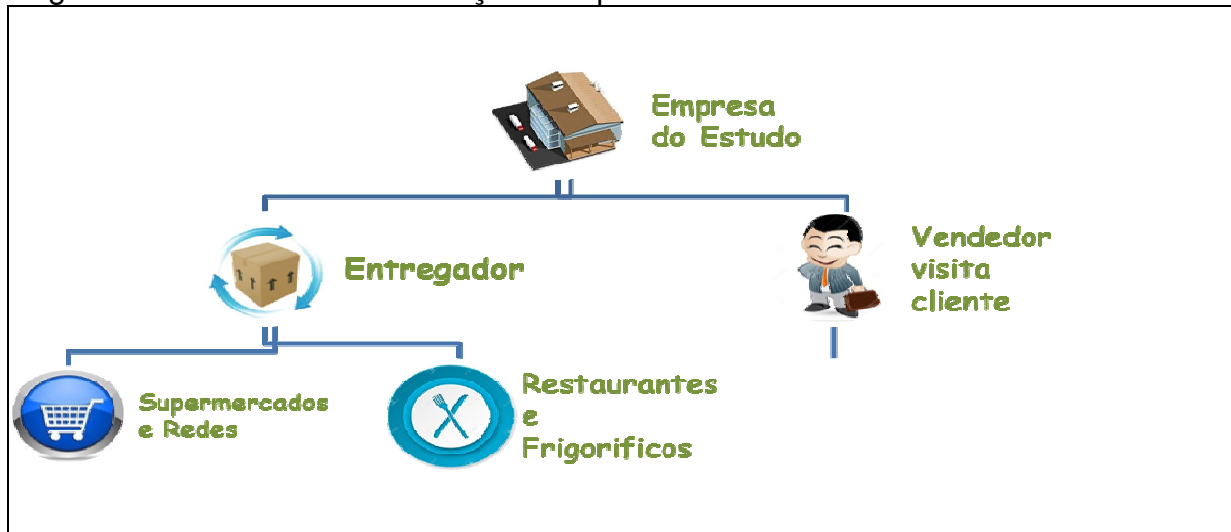 Empresa
do Estudo
Entregador
Vendedor
visita
cliente
Supermercados
e Redes
Restaurantes
e
Frigorificos